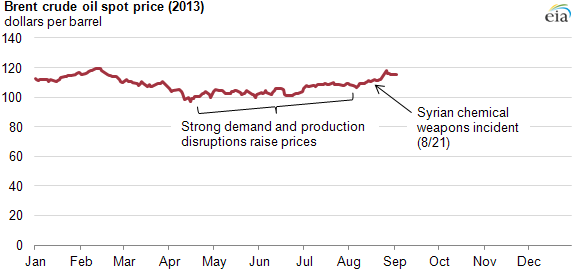 Brent crude oil spot price (2013)
dollars per barrel
eia
140
120
100
80
60
40
20
0
Strong demand and production
disruptions raise prices
Syrian chemical
weapons incident
(8/21)
Jan Feb Mar Apr May Jun Jul Aug Sep Oct Nov Dec